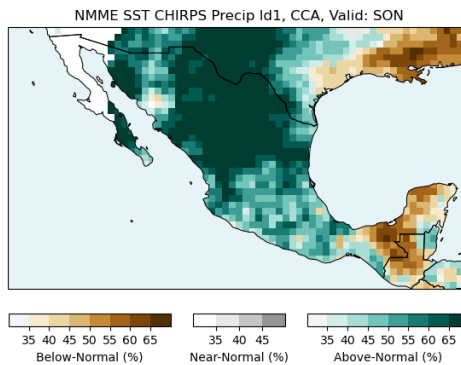 NMME SST CHIRPS Precip Id1, CCA, Valid: SON
35 40 45 50 55 60 65
Below-Normal (%)
35 40 45
Near-Normal (%)
35 40 45 50 55 60 65
Above-Normal (%)